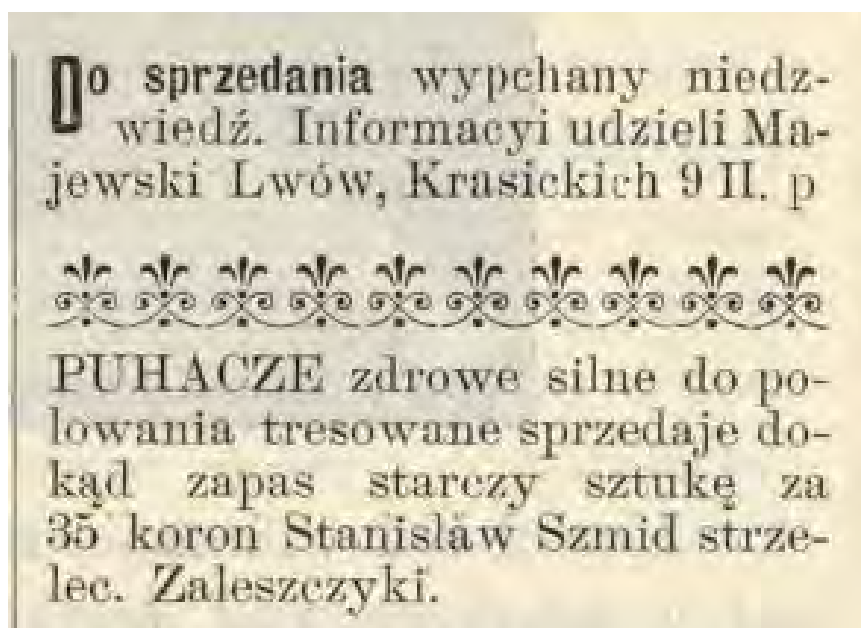 Do sprzedania wypchany niedz-
wiedź. Informacyi udzieli Ma-
jewski Lwów, Krasickich 9 II. p
PUHACZE zdrowe silne do po-
lowania tresowane sprzedaje do-
kąd zapas starczy sztukę za
35 koron Stanisław Szmid strze-
lec. Zaleszczyki.